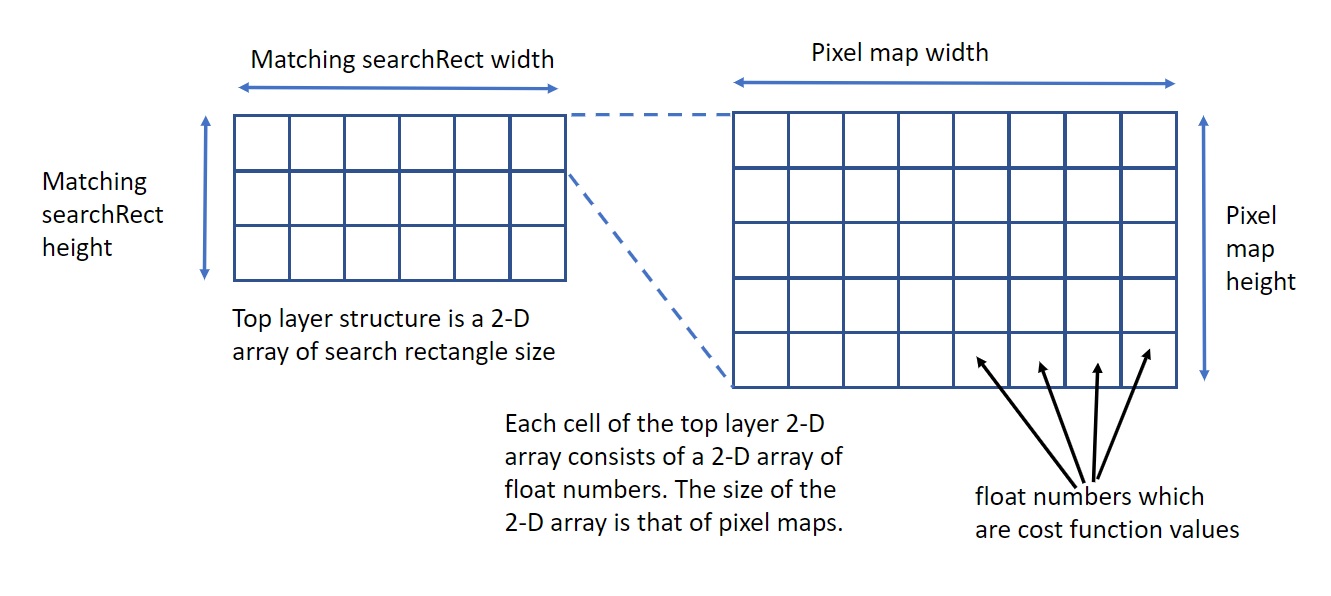 Matching searchRect width
Pixel map width
Matching
searchRect
height
Pixel
map
height
Top layer structure is a 2-D
array of search rectangle size
Each cell of the top layer 2-D
array consists of a 2-D array of
float numbers. The size of the
2-D array is that of pixel maps.
float numbers which
are cost function values